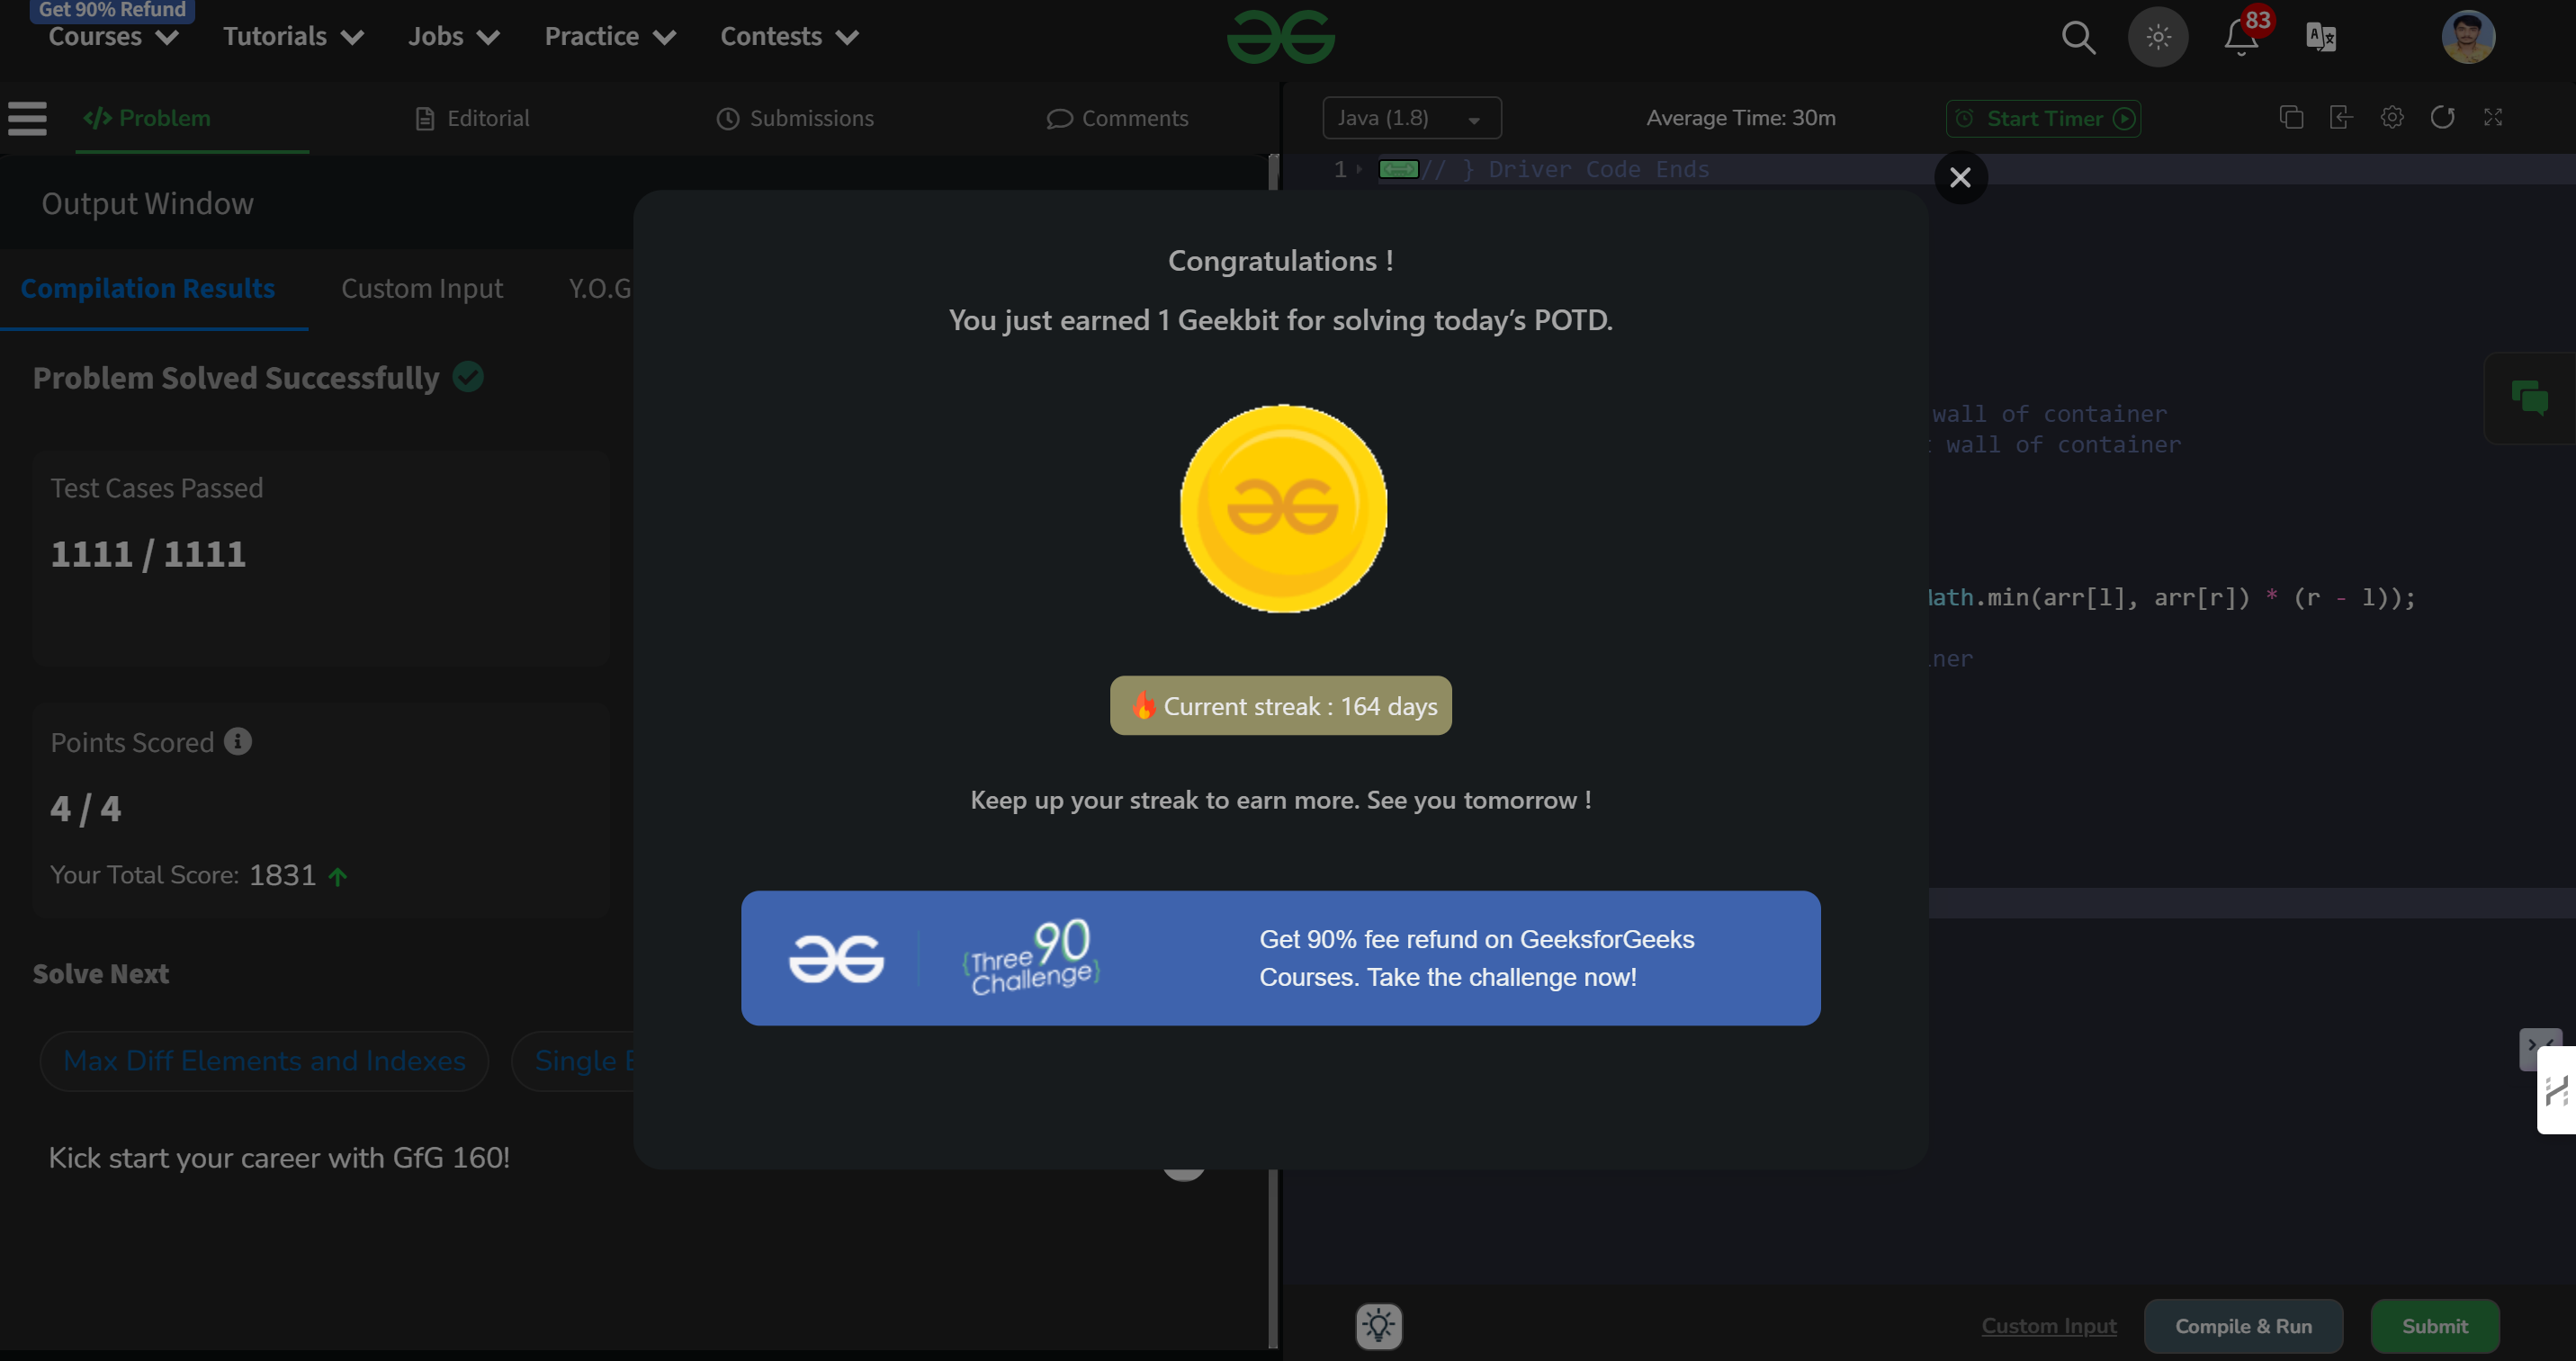 Get 90% Refund
Courses
Tutorials
Jobs
Practice
Contests
83
Problem
Editorial
Submissions
Comments
Java (1.8)
Average Time: 30m
Start Timer
Output Window
1
// } Driver Code Ends
Compilation Results
Custom Input
Y.O.G
Problem Solved Successfully
Test Cases Passed
1111 / 1111
Points Scored
4 / 4
Your Total Score: 1831
Solve Next
Max Diff Elements and Indexes
Single
Kick start your career with GfG 160!
Congratulations !
You just earned 1 Geekbit for solving today’s POTD.
Current streak : 164 days
Keep up your streak to earn more. See you tomorrow !
{Three 90
Challenge}
Get 90% fee refund on GeeksforGeeks
Courses. Take the challenge now!
wall of container
wall of container
ath.min(arr[l], arr[r]) * (r - l));
ner
Custom Input
Compile & Run
Submit